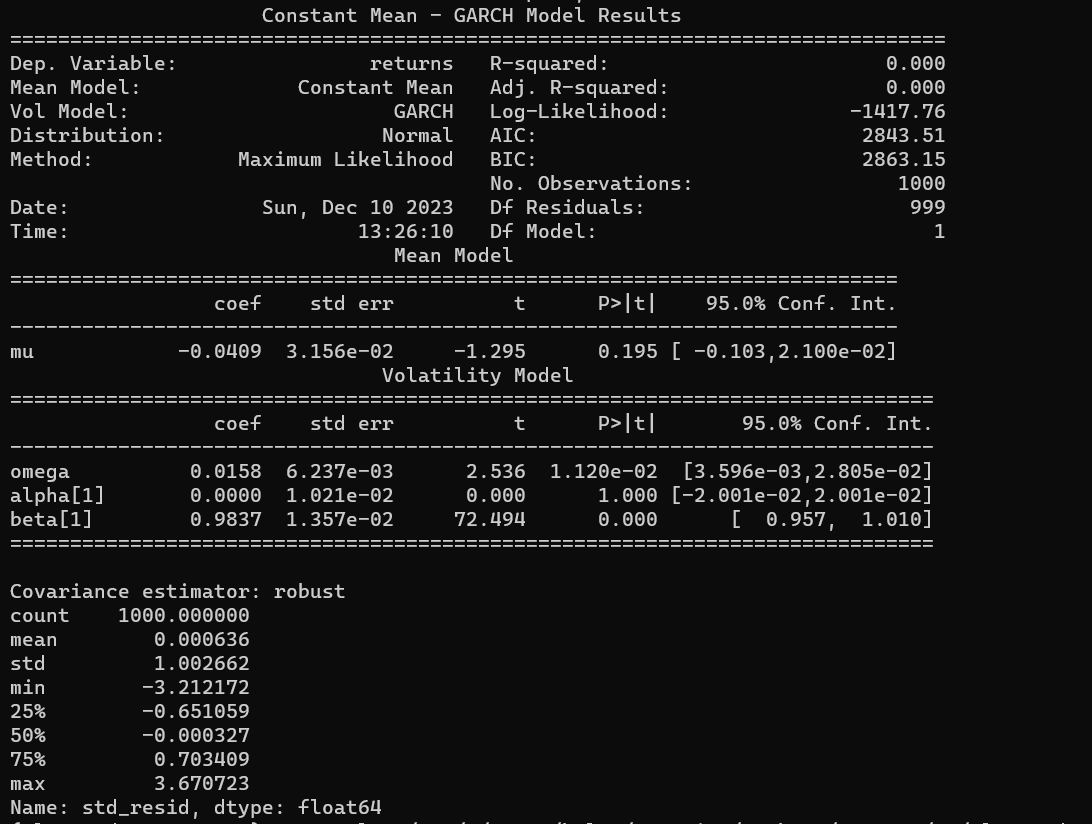 Constant Mean - GARCH Model Results
==============================================================================
Dep. Variable:                returns   R-squared:                       0.000
Mean Model:             Constant Mean   Adj. R-squared:                  0.000
Vol Model:                      GARCH   Log-Likelihood:               -1417.76
Distribution:                  Normal   AIC:                           2843.51
Method:            Maximum Likelihood   BIC:                           2863.15
                                        No. Observations:                 1000
Date:                Sun, Dec 10 2023   Df Residuals:                      999
Time:                        13:26:10   Df Model:                            1
                                Mean Model
==========================================================================
                 coef    std err          t      P>|t|    95.0% Conf. Int.
--------------------------------------------------------------------------
mu            -0.0409  3.156e-02     -1.295      0.195 [ -0.103,2.100e-02]
                               Volatility Model
=============================================================================
                 coef    std err          t      P>|t|       95.0% Conf. Int.
-----------------------------------------------------------------------------
omega          0.0158  6.237e-03      2.536  1.120e-02  [3.596e-03,2.805e-02]
alpha[1]       0.0000  1.021e-02      0.000      1.000 [-2.001e-02,2.001e-02]
beta[1]        0.9837  1.357e-02     72.494      0.000      [  0.957,  1.010]
=============================================================================
Covariance estimator: robust
count    1000.000000
mean        0.000636
std         1.002662
min        -3.212172
25%        -0.651059
50%        -0.000327
75%         0.703409
max         3.670723
Name: std_resid, dtype: float64